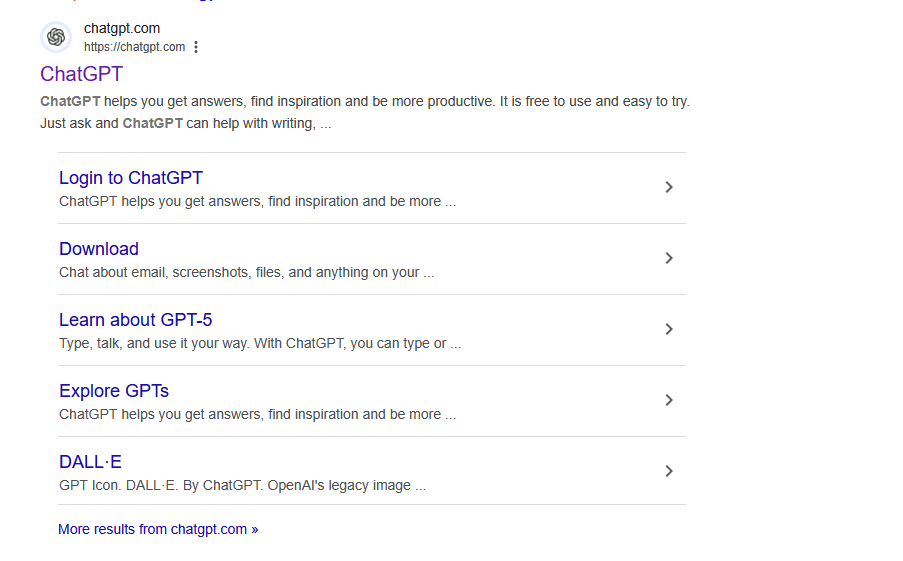 chatgpt.com
https://chatgpt.com
ChatGPT
ChatGPT helps you get answers, find inspiration and be more productive. It is free to use and easy to try.
Just ask and ChatGPT can help with writing, ...
Login to ChatGPT
ChatGPT helps you get answers, find inspiration and be more ...
Download
Chat about email, screenshots, files, and anything on your ...
Learn about GPT-5
Type, talk, and use it your way. With ChatGPT, you can type or ...
Explore GPTs
ChatGPT helps you get answers, find inspiration and be more ...
DALL·E
GPT Icon. DALL·E. By ChatGPT. OpenAI's legacy image ...
More results from chatgpt.com »